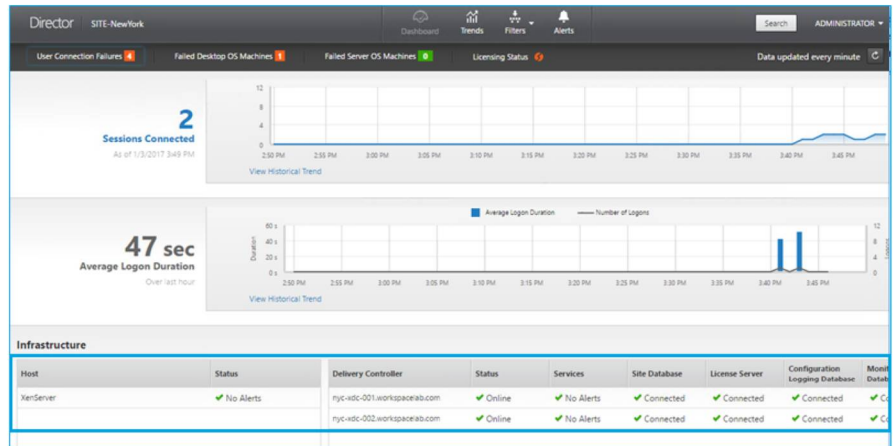 Director SITE-NewYork Dashboard Trends Filters Alerts Search ADMINISTRATOR
User Connection Failures 4 Failed Desktop OS Machines 1 Failed Server OS Machines 0 Licensing Status Data updated every minute
2
Sessions Connected
As of 1/3/2017 3:49 PM
12
8
4
0
2:50 PM 2:55 PM 3:00 PM 3:05 PM 3:10 PM 3:15 PM 3:20 PM 3:25 PM 3:30 PM 3:35 PM 3:40 PM 3:45 PM
View Historical Trend
Average Logon Duration Number of Logons
47 sec
Average Logon Duration
Over last hour
Duration
60 s
40 s
20 s
0 s
12
8
4
0
2:50 PM 2:55 PM 3:00 PM 3:05 PM 3:10 PM 3:15 PM 3:20 PM 3:25 PM 3:30 PM 3:35 PM 3:40 PM 3:45 PM
View Historical Trend
Infrastructure
Host Status Delivery Controller Status Services Site Database License Server Configuration Logging Database
XenServer No Alerts nyc-xdc-001.workspacelab.com Online No Alerts Connected Connected Connected
nyc-xdc-002.workspacelab.com Online No Alerts Connected Connected Connected